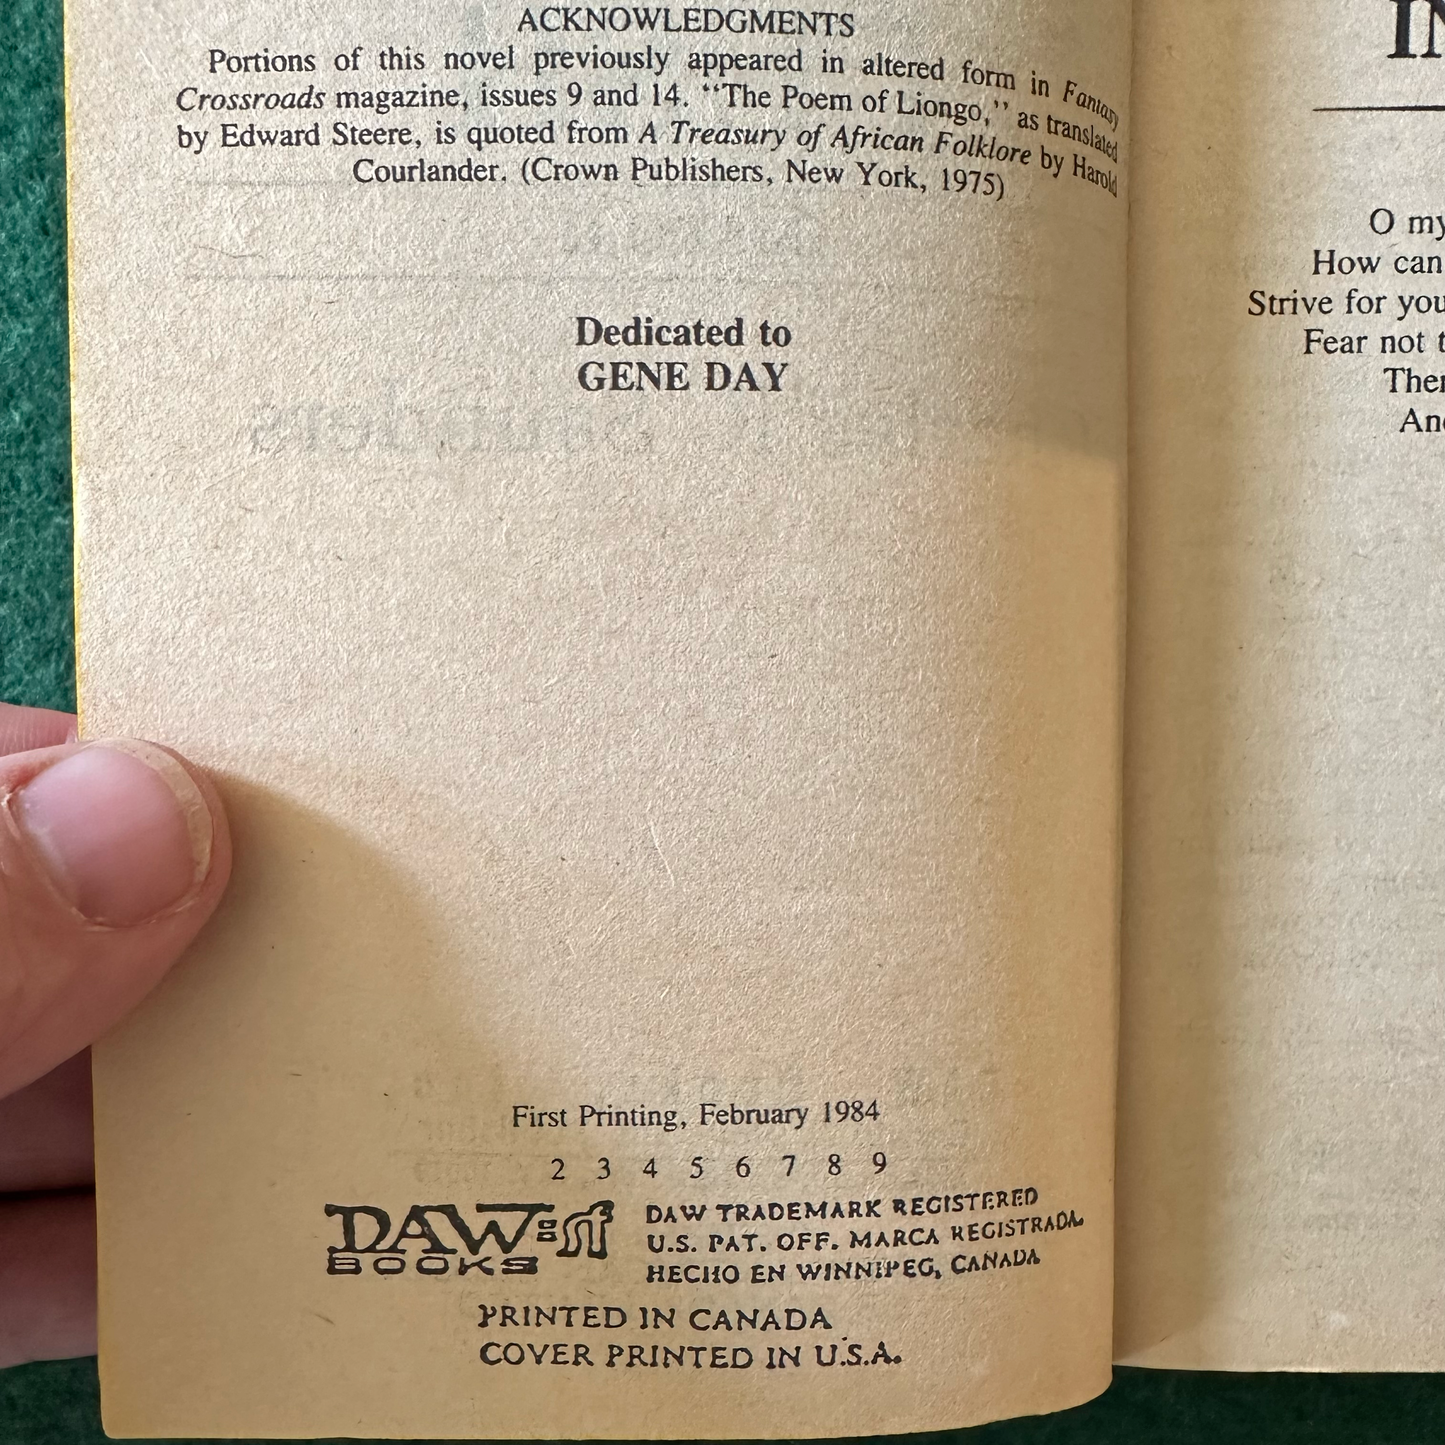 ACKNOWLEDGMENTS
Portions of this novel previously appeared in altered form in Fantasy
Crossroads magazine, issues 9 and 14. “The Poem of Liongo,” as translated
by Edward Steere, is quoted from A Treasury of African Folklore by Harold
Courlander. (Crown Publishers, New York, 1975)
Dedicated to
GENE DAY
First Printing, February 1984
2 3 4 5 6 7 8 9
DAW
BOOKS
DAW TRADEMARK REGISTERED
U.S. PAT. OFF. MARCA REGISTRADA.
HECHO EN WINNIPEG, CANADA
PRINTED IN CANADA
COVER PRINTED IN U.S.A.
IN
O my
How can
Strive for you
Fear not t
Ther
And